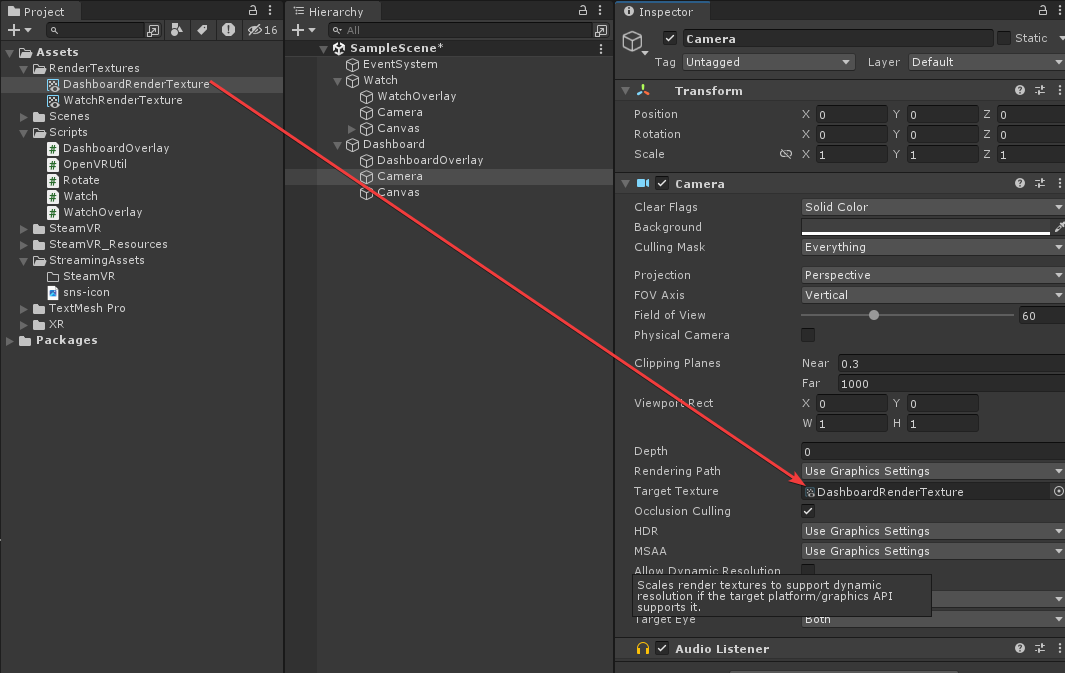 Project
16
Assets
RenderTextures
DashboardRenderTexture
WatchRenderTexture
Scenes
Scripts
DashboardOverlay
OpenVRUtil
Rotate
Watch
WatchOverlay
SteamVR
SteamVR_Resources
StreamingAssets
SteamVR
sns-icon
TextMesh Pro
XR
Packages
Hierarchy
All
SampleScene*
EventSystem
Watch
WatchOverlay
Camera
Canvas
Dashboard
DashboardOverlay
Camera
Canvas
Inspector
Camera Static
Tag Untagged Layer Default
Transform
Position X 0 Y 0 Z 0
Rotation X 0 Y 0 Z 0
Scale X 1 Y 1 Z 1
Camera
Clear Flags Solid Color
Background
Culling Mask Everything
Projection Perspective
FOV Axis Vertical
Field of View 60
Physical Camera
Clipping Planes Near 0.3
Far 1000
Viewport Rect X 0 Y 0
W 1 H 1
Depth 0
Rendering Path Use Graphics Settings
Target Texture DashboardRenderTexture
Occlusion Culling
HDR Use Graphics Settings
MSAA Use Graphics Settings
Allow Dynamic Resolution
Scales render textures to support dynamic
resolution if the target platform/graphics API
supports it.
Target Eye Both
Audio Listener